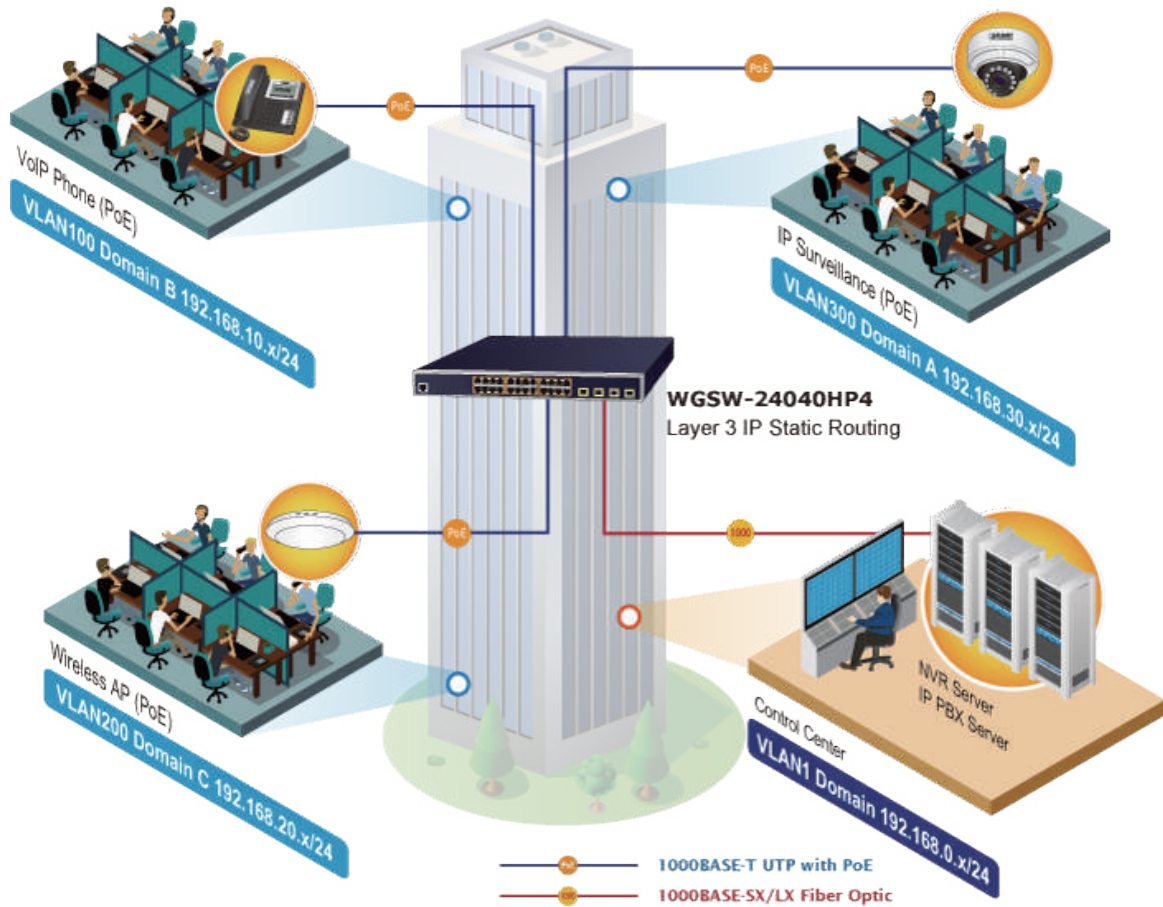 PoE
PoE
VoIP Phone (PoE)
VLAN100 Domain B 192.168.10.x/24
IP Surveillance (PoE)
VLAN300 Domain A 192.168.30.x/24
WGSW-24040HP4
Layer 3 IP Static Routing
PoE
1000
Wireless AP (PoE)
VLAN200 Domain C 192.168.20.x/24
NVR Server
IP PBX Server
Control Center
VLAN1 Domain 192.168.0.x/24
PoE
1000BASE-T UTP with PoE
1000
1000BASE-SX/LX Fiber Optic